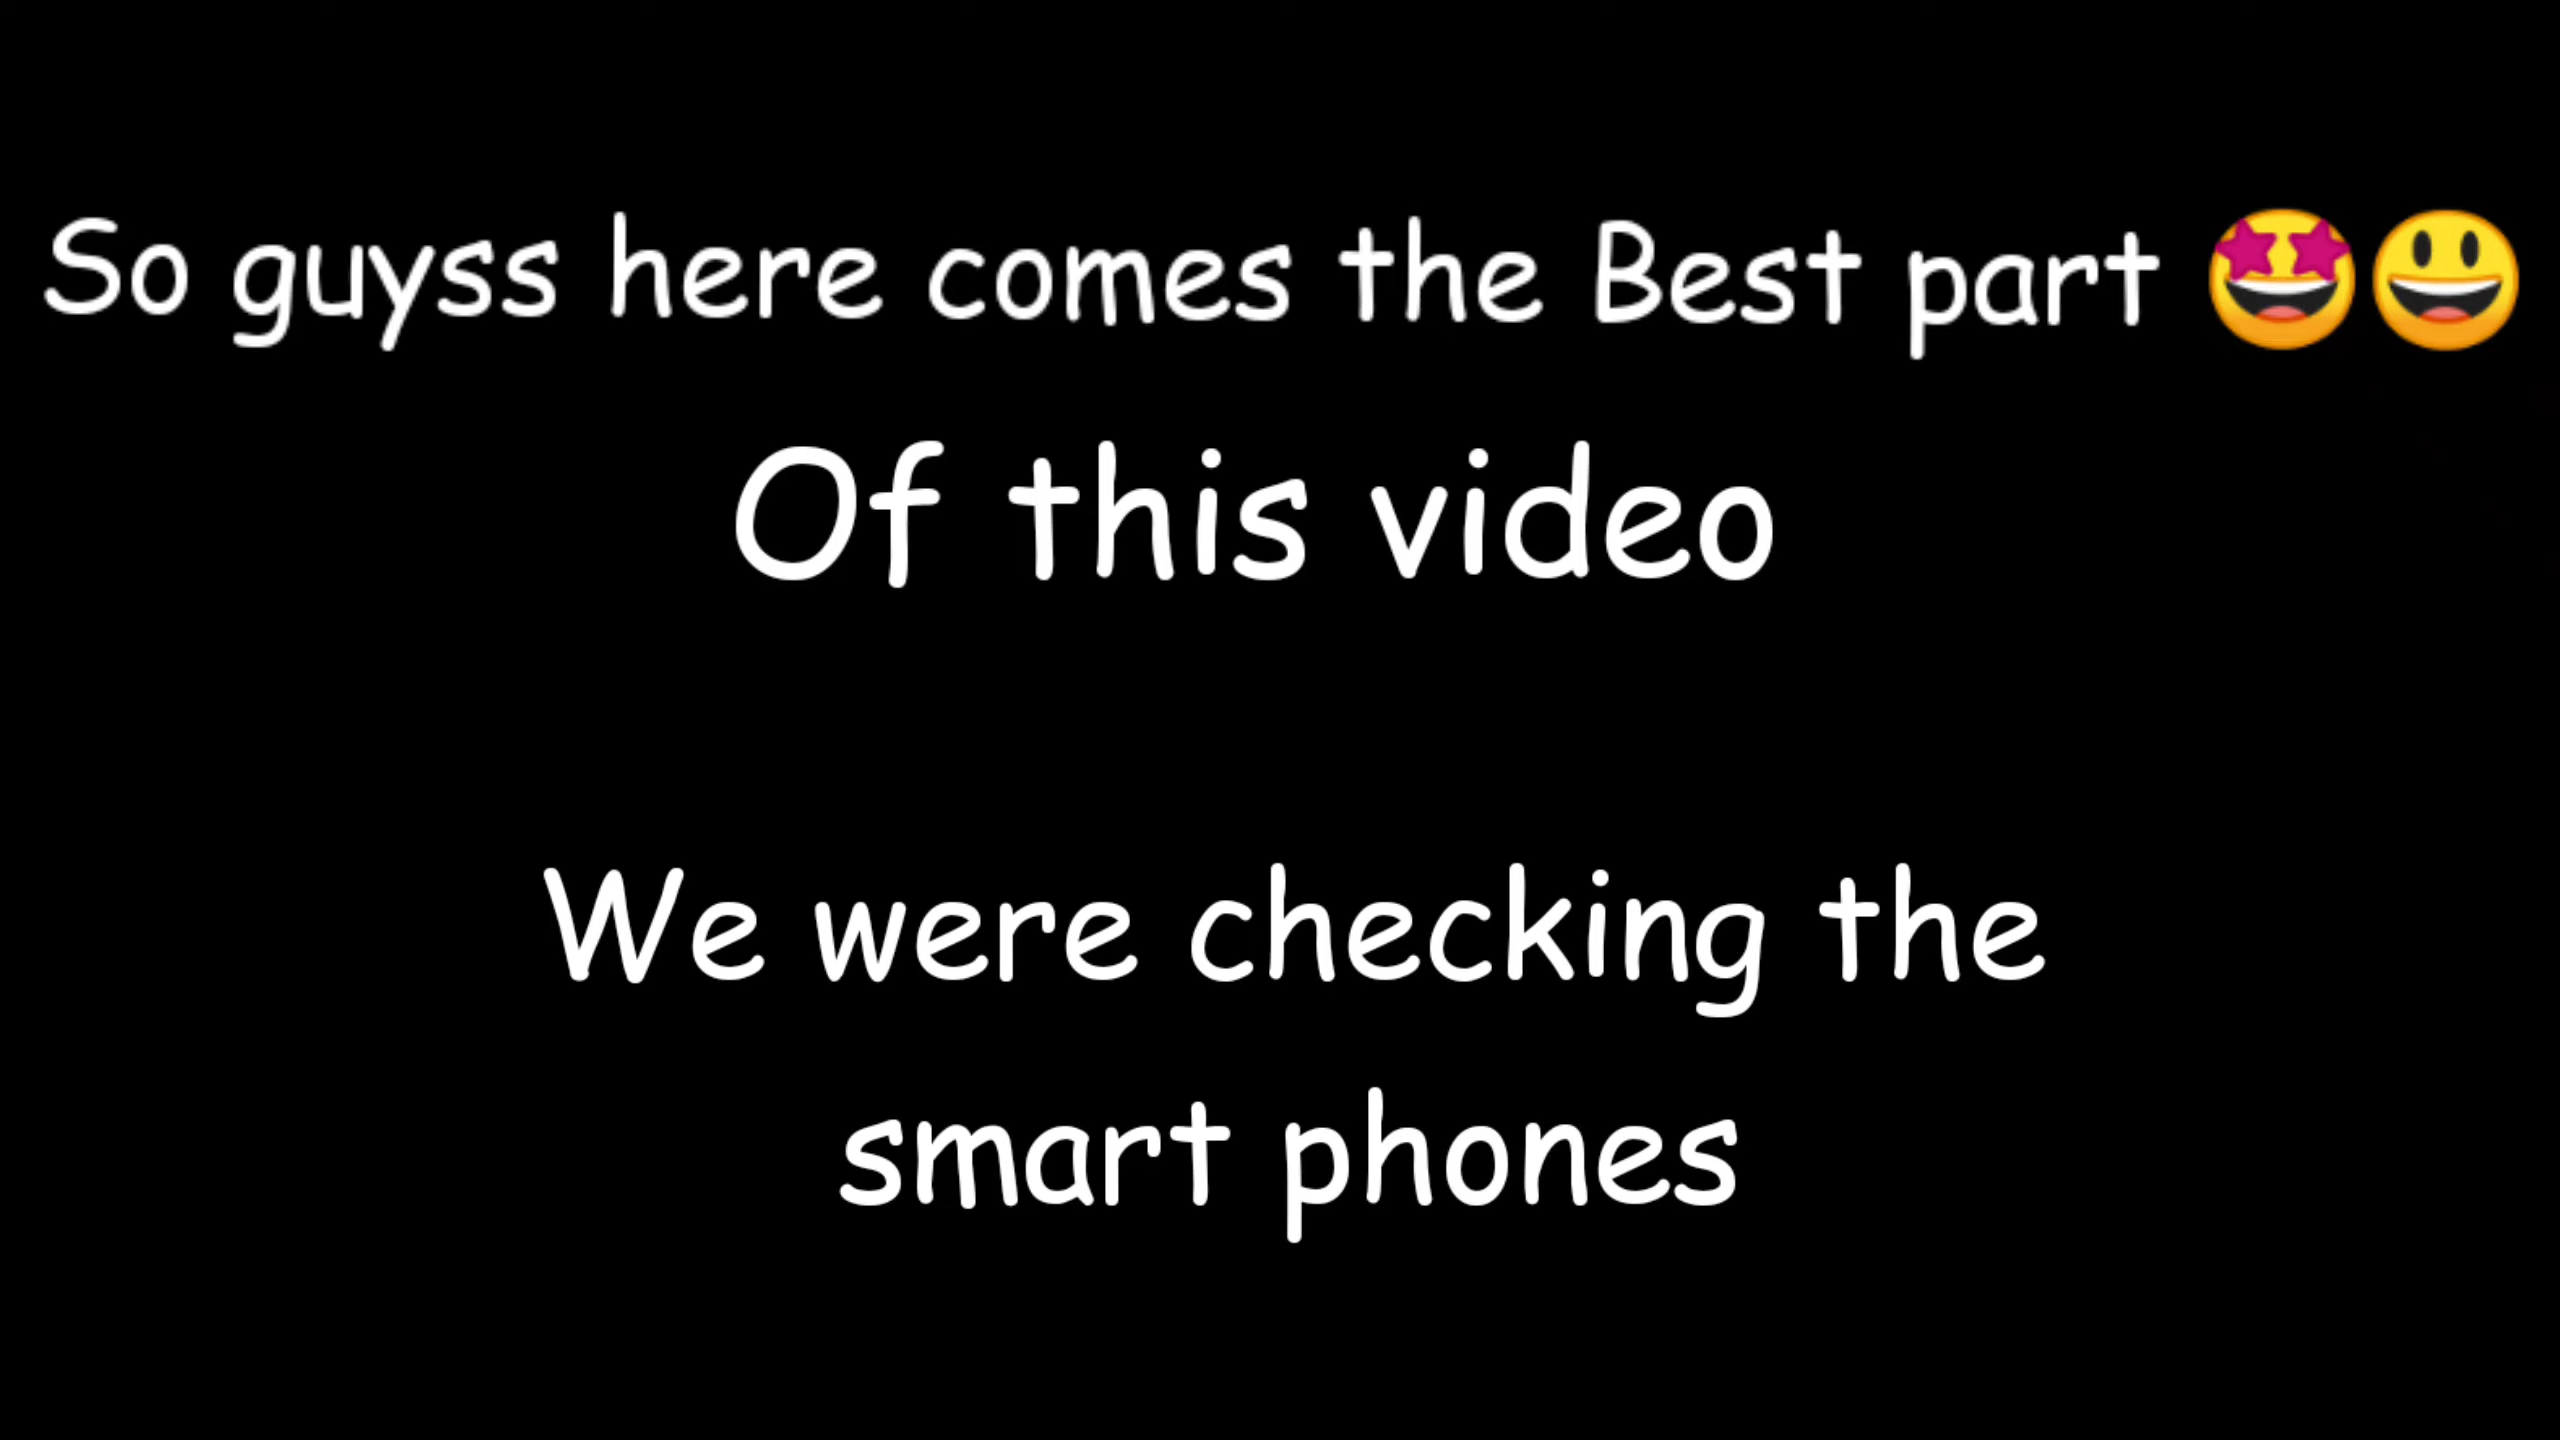 So guyss here comes the Best part 🤩😃
Of this video
We were checking the
smart phones